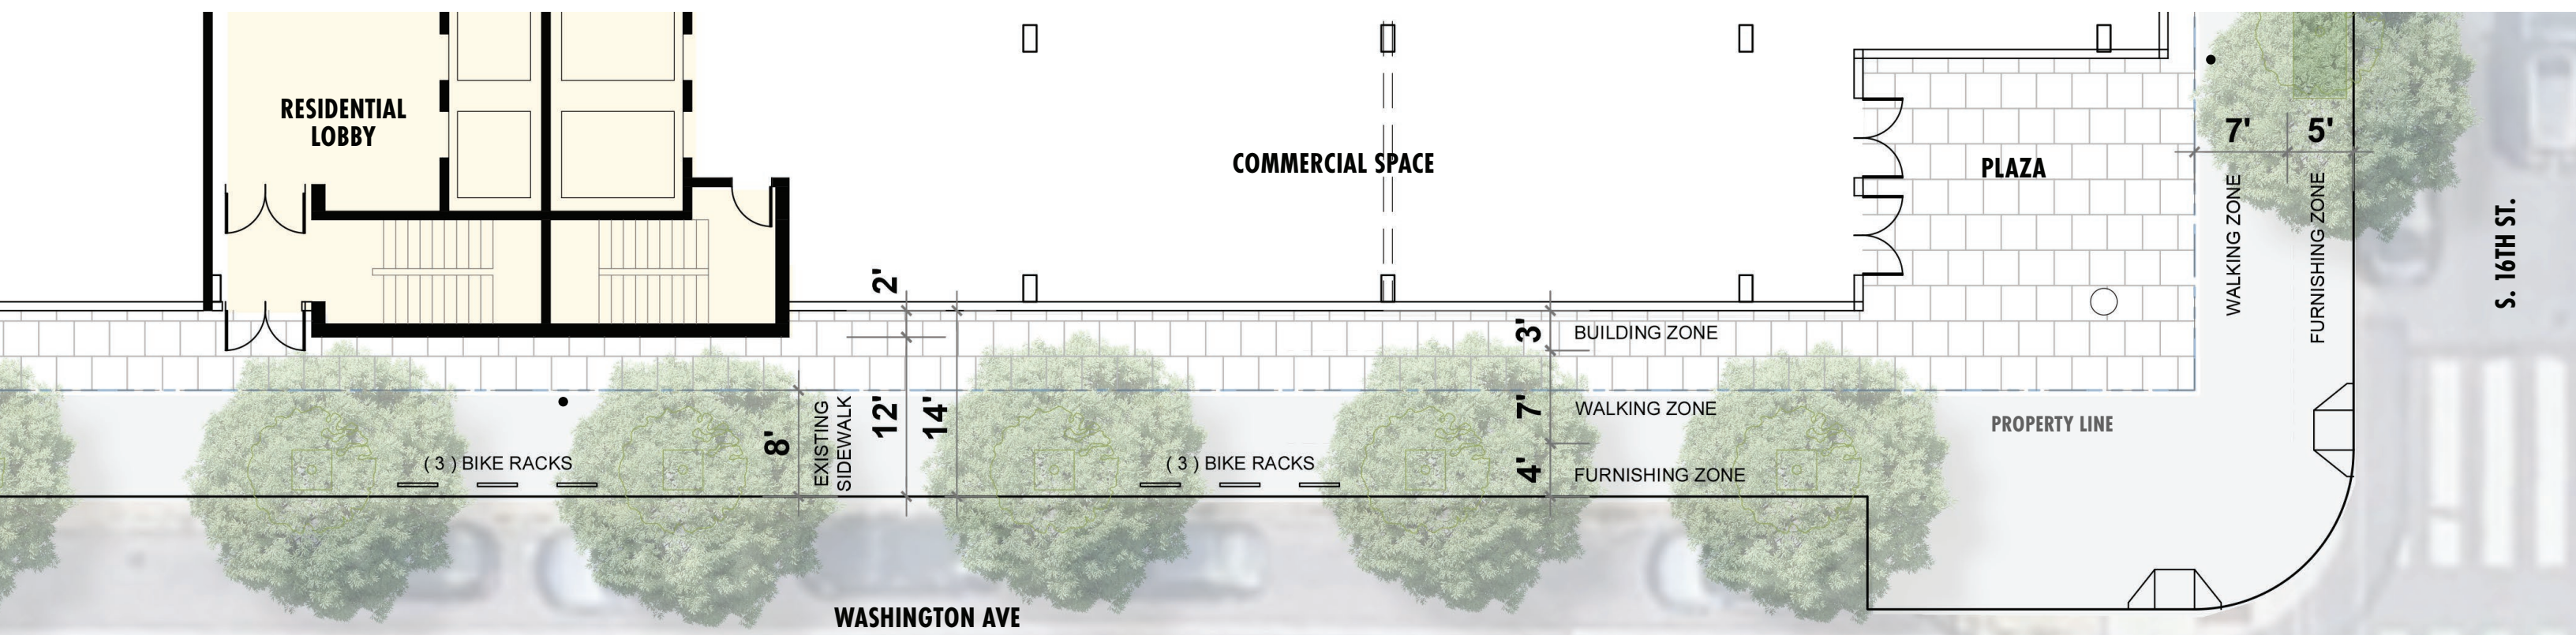 RESIDENTIAL
LOBBY
COMMERCIAL SPACE
PLAZA
7'
5'
WALKING ZONE
FURNISHING ZONE
S. 16TH ST.
2'
3'
BUILDING ZONE
8'
EXISTING
SIDEWALK
12'
14'
7'
WALKING ZONE
PROPERTY LINE
( 3 ) BIKE RACKS
( 3 ) BIKE RACKS
4'
FURNISHING ZONE
WASHINGTON AVE